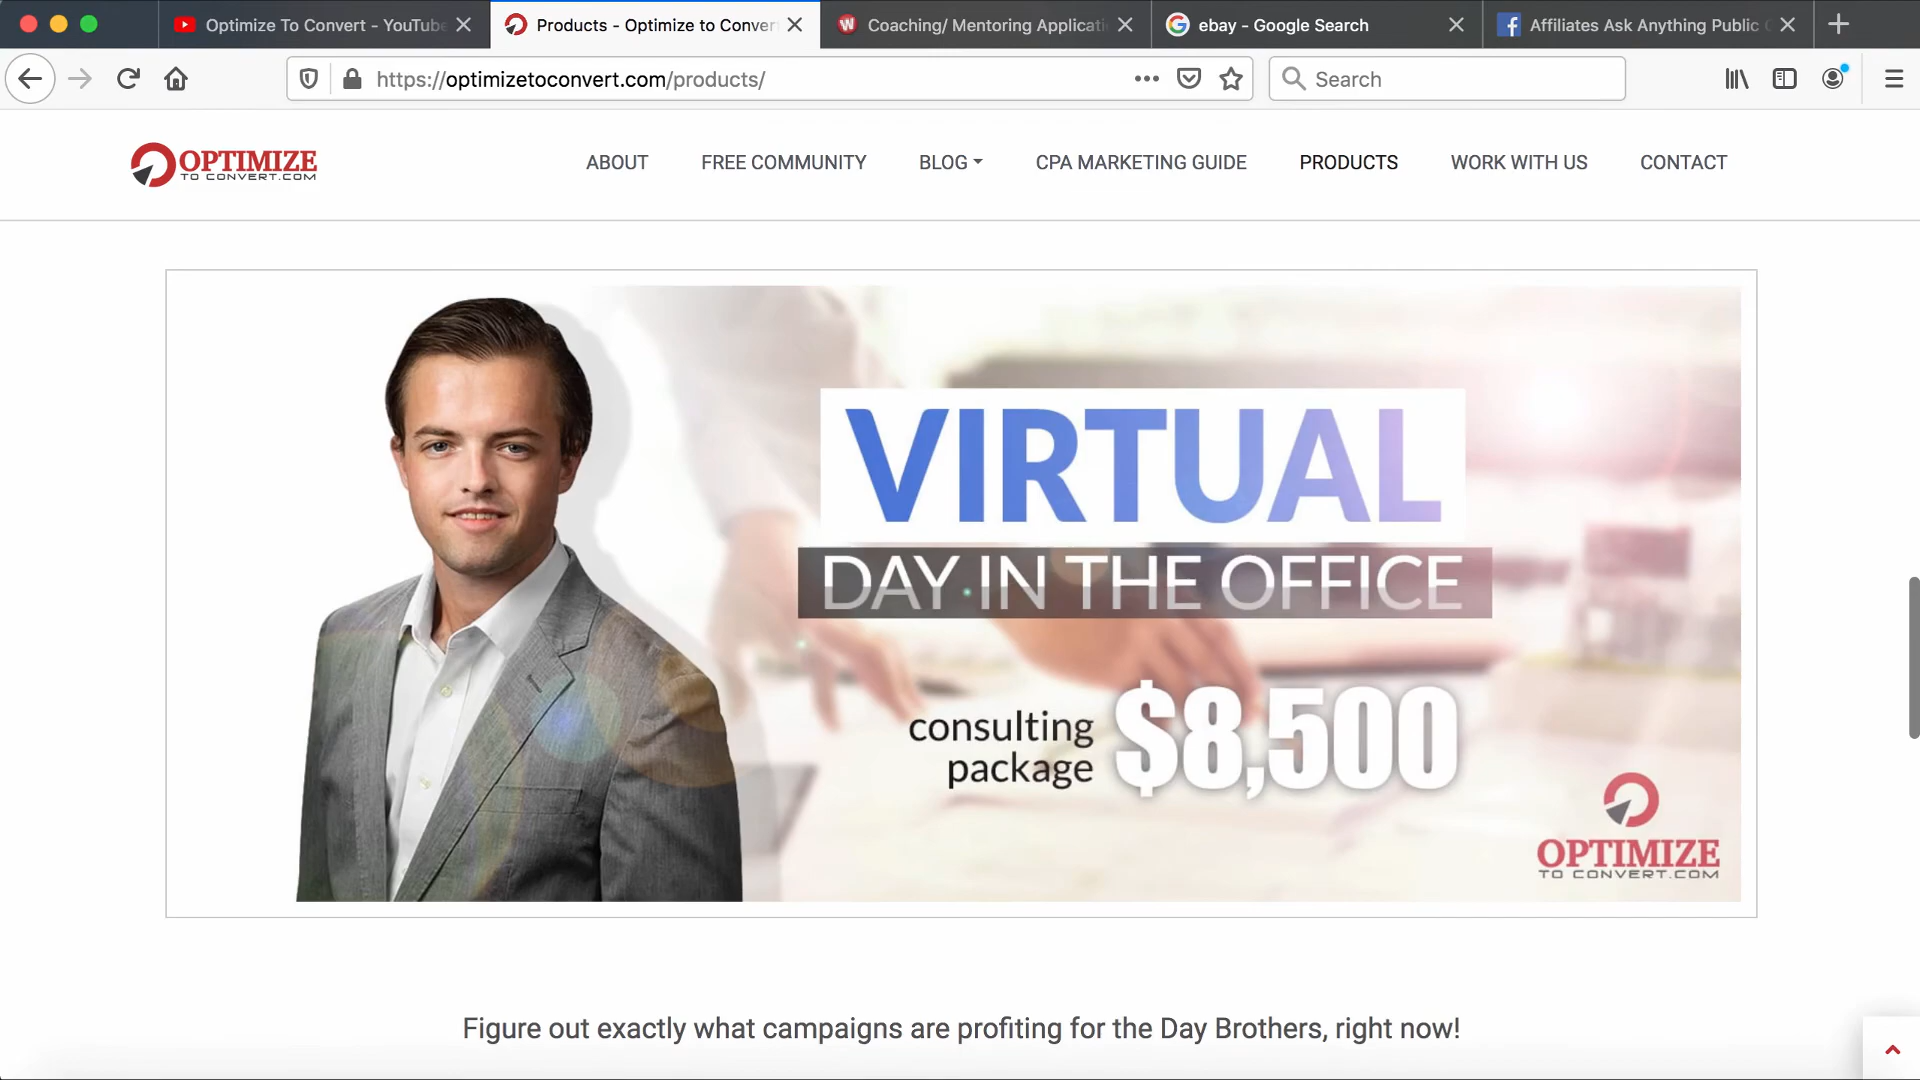 Optimize To Convert - YouTube
Products - Optimize to Conver
Coaching/ Mentoring Applicati
ebay - Google Search
Affiliates Ask Anything Public
https://optimizetoconvert.com/products/
Search
OPTIMIZE
TO CONVERT.COM
ABOUT
FREE COMMUNITY
BLOG
CPA MARKETING GUIDE
PRODUCTS
WORK WITH US
CONTACT
VIRTUAL
DAY IN THE OFFICE
consulting
package
$8,500
OPTIMIZE
TO CONVERT.COM
Figure out exactly what campaigns are profiting for the Day Brothers, right now!